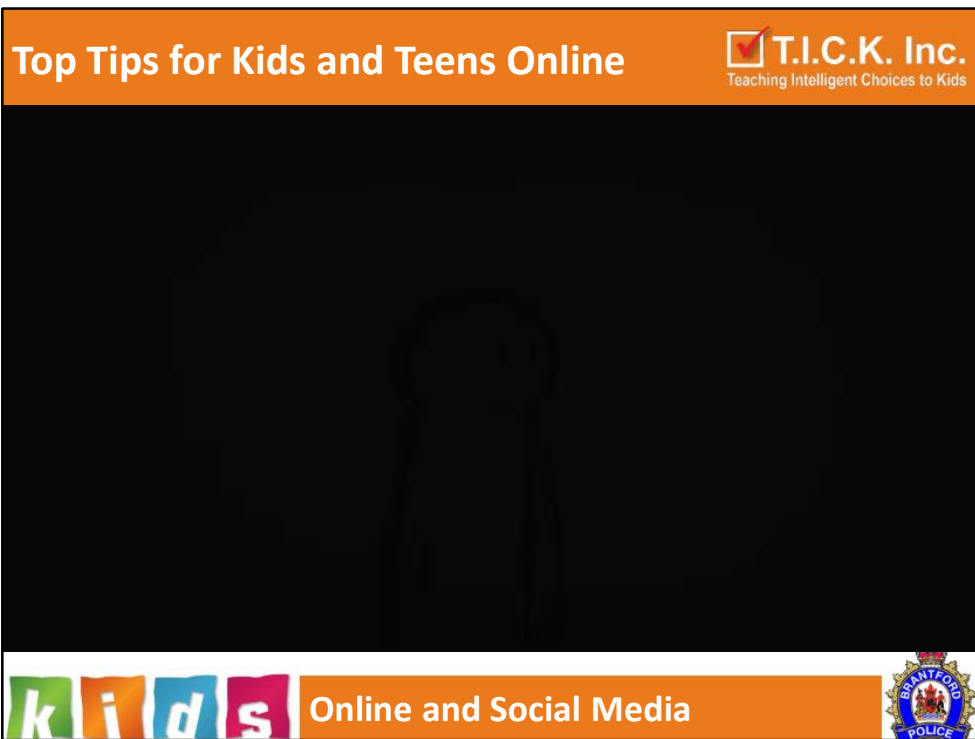 Top Tips for Kids and Teens Online
T.I.C.K. Inc.
Teaching Intelligent Choices to Kids
kids
Online and Social Media
BRANTFORD
POLICE